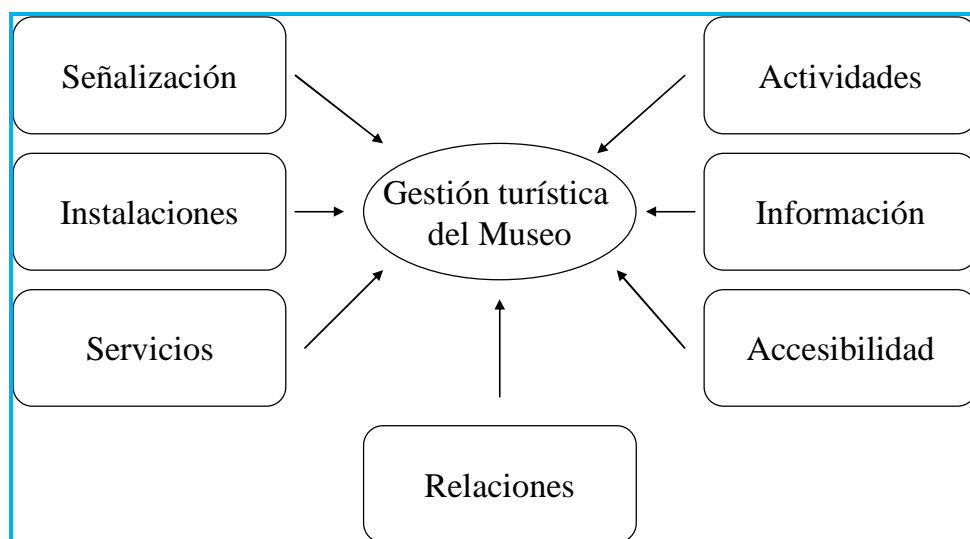 Señalización
Actividades
Gestión turística
del Museo
Instalaciones
Información
Servicios
Accesibilidad
Relaciones